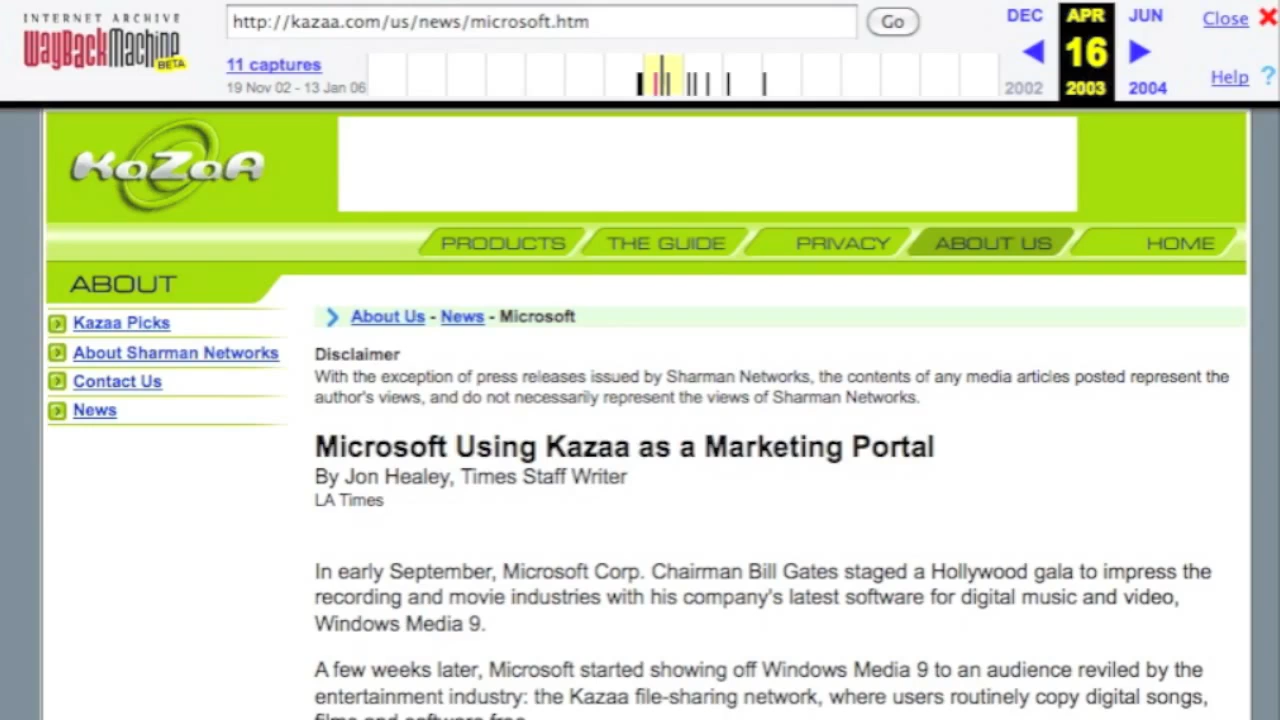 INTERNET ARCHIVE
WayBackMachine
BETA
http://kazaa.com/us/news/microsoft.htm
Go
11 captures
19 Nov 02 - 13 Jan 06
DEC
APR
JUN
16
2002
2003
2004
Close
Help ?
KaZaA
PRODUCTS
THE GUIDE
PRIVACY
ABOUT US
HOME
ABOUT
Kazaa Picks
About Sharman Networks
Contact Us
News
About Us - News - Microsoft
Disclaimer
With the exception of press releases issued by Sharman Networks, the contents of any media articles posted represent the
author's views, and do not necessarily represent the views of Sharman Networks.
Microsoft Using Kazaa as a Marketing Portal
By Jon Healey, Times Staff Writer
LA Times
In early September, Microsoft Corp. Chairman Bill Gates staged a Hollywood gala to impress the
recording and movie industries with his company's latest software for digital music and video,
Windows Media 9.
A few weeks later, Microsoft started showing off Windows Media 9 to an audience reviled by the
entertainment industry: the Kazaa file-sharing network, where users routinely copy digital songs,
films and software free.